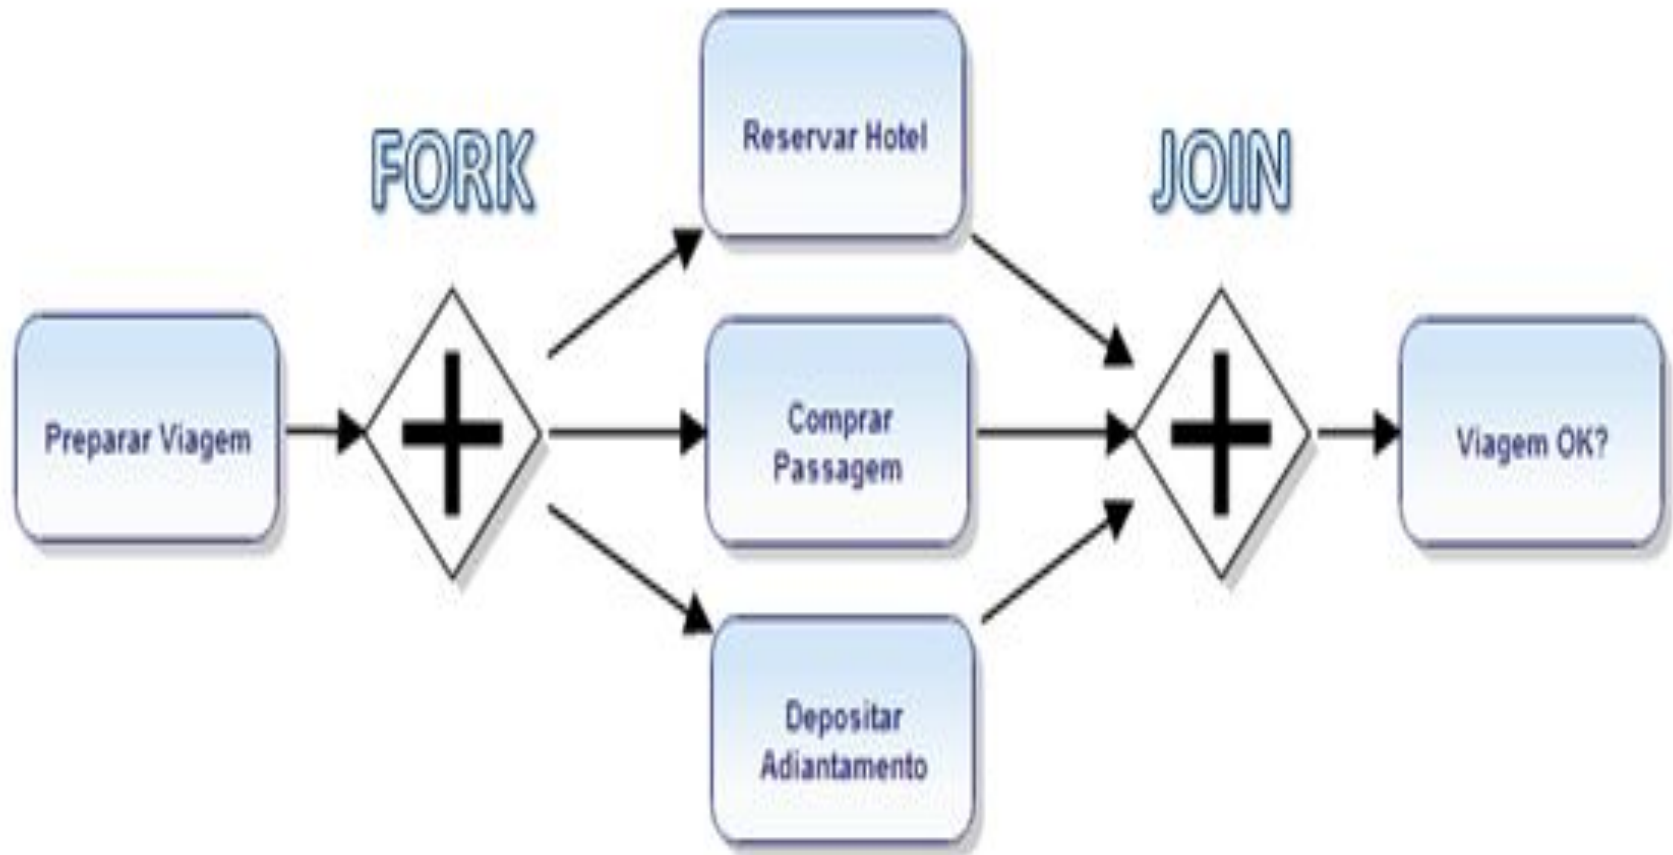 Preparar Viagem
FORK
Reservar Hotel
Comprar
Passagem
Depositar
Adiantamento
JOIN
Viagem OK?